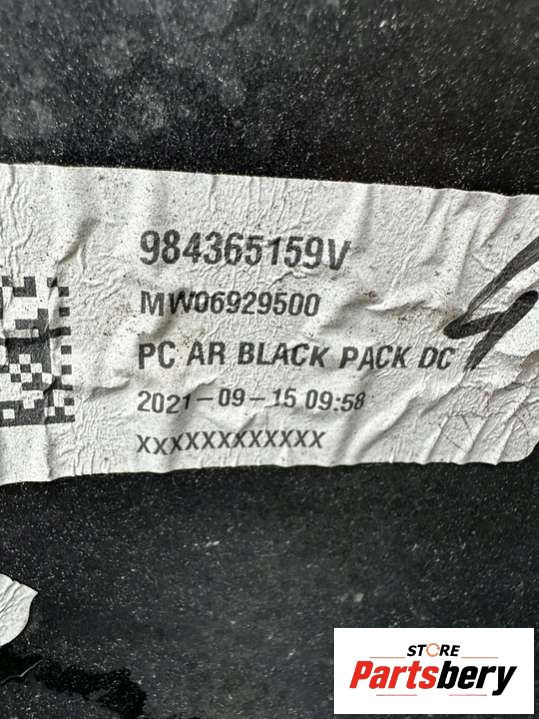 984365159V
MW06929500
PC AR BLACK PACK DC
2021-09-15 09:58
XXXXXXXXXXXX
STORE
Partsbery